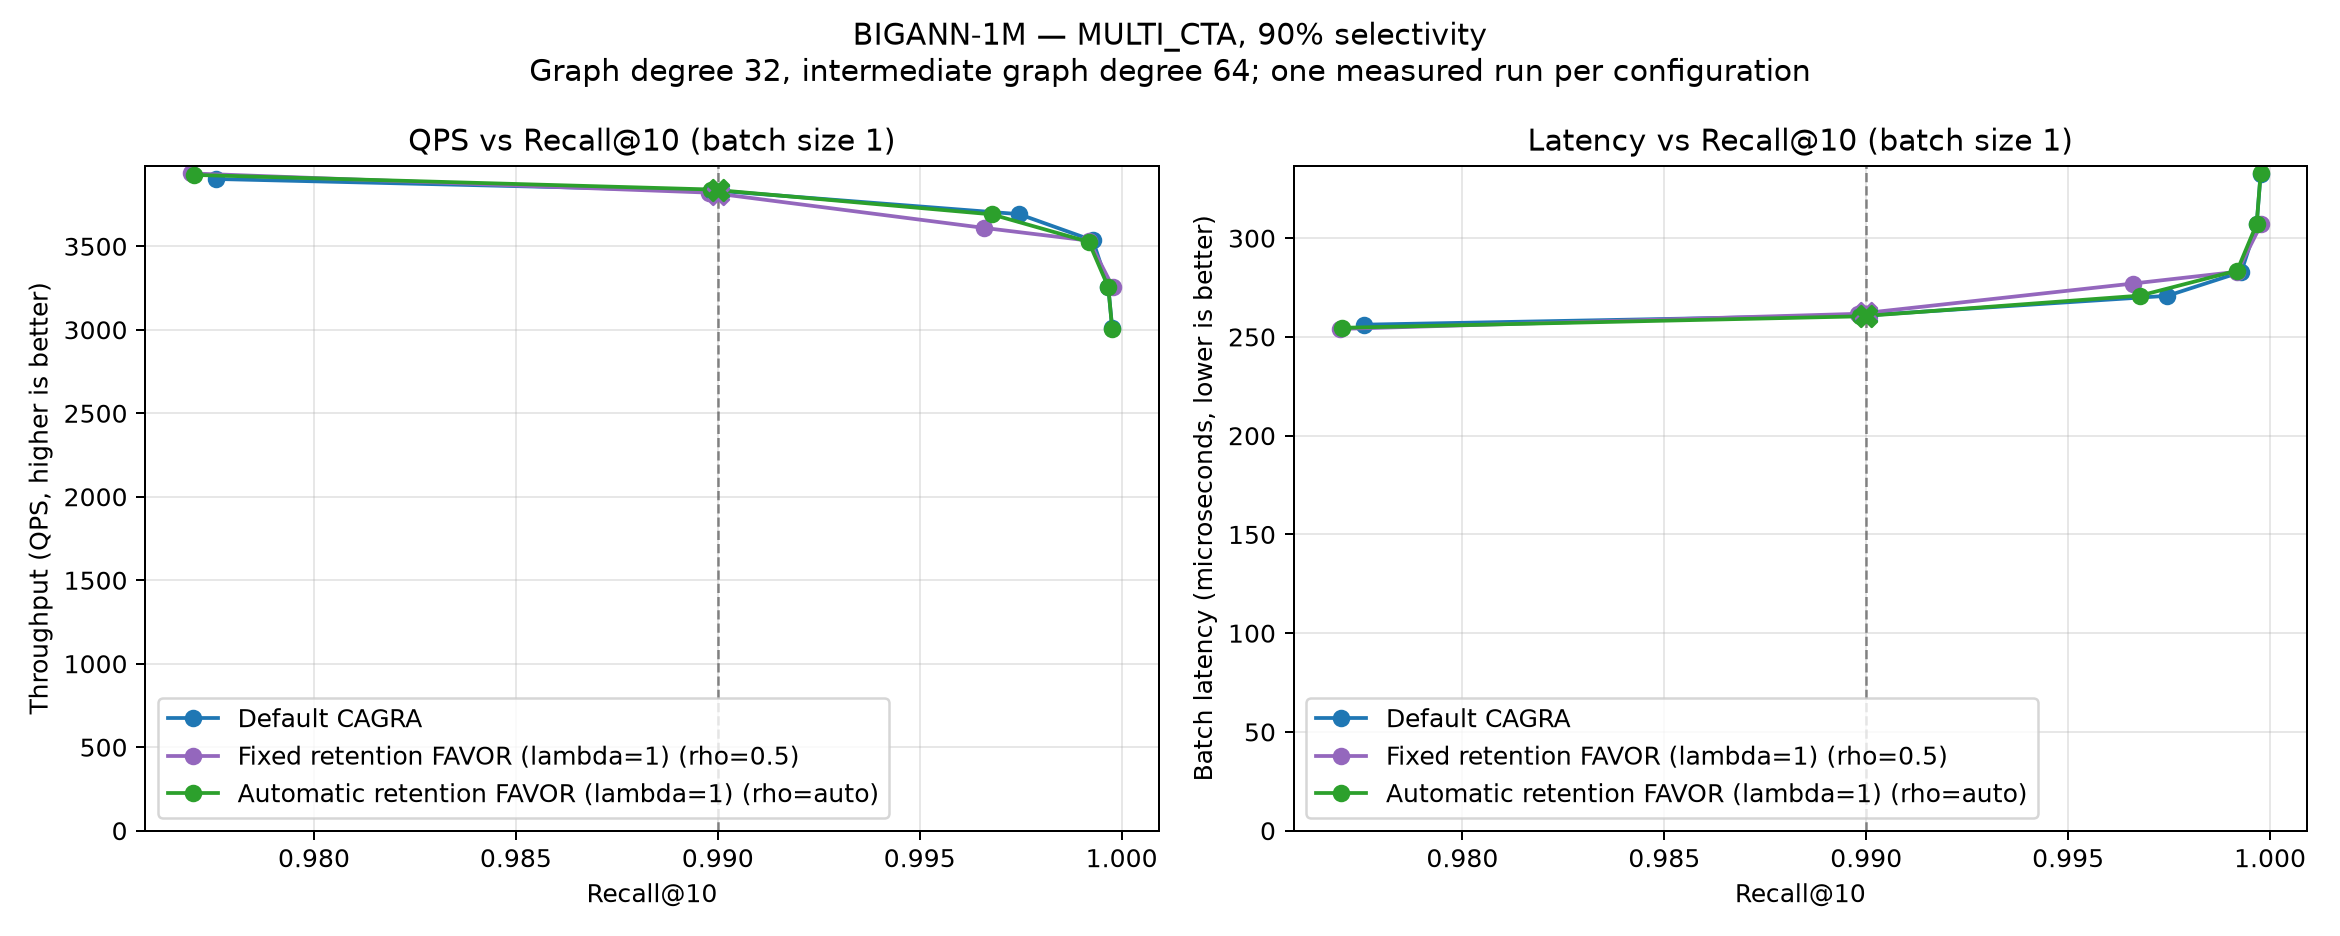 BIGANN-1M — MULTI_CTA, 90% selectivity
Graph degree 32, intermediate graph degree 64; one measured run per configuration
QPS vs Recall@10 (batch size 1)
Throughput (QPS, higher is better)
3500
3000
2500
2000
1500
1000
500
0
Default CAGRA
Fixed retention FAVOR (lambda=1) (rho=0.5)
Automatic retention FAVOR (lambda=1) (rho=auto)
0.980 0.985 0.990 0.995 1.000
Recall@10
Latency vs Recall@10 (batch size 1)
Batch latency (microseconds, lower is better)
300
250
200
150
100
50
0
Default CAGRA
Fixed retention FAVOR (lambda=1) (rho=0.5)
Automatic retention FAVOR (lambda=1) (rho=auto)
0.980 0.985 0.990 0.995 1.000
Recall@10